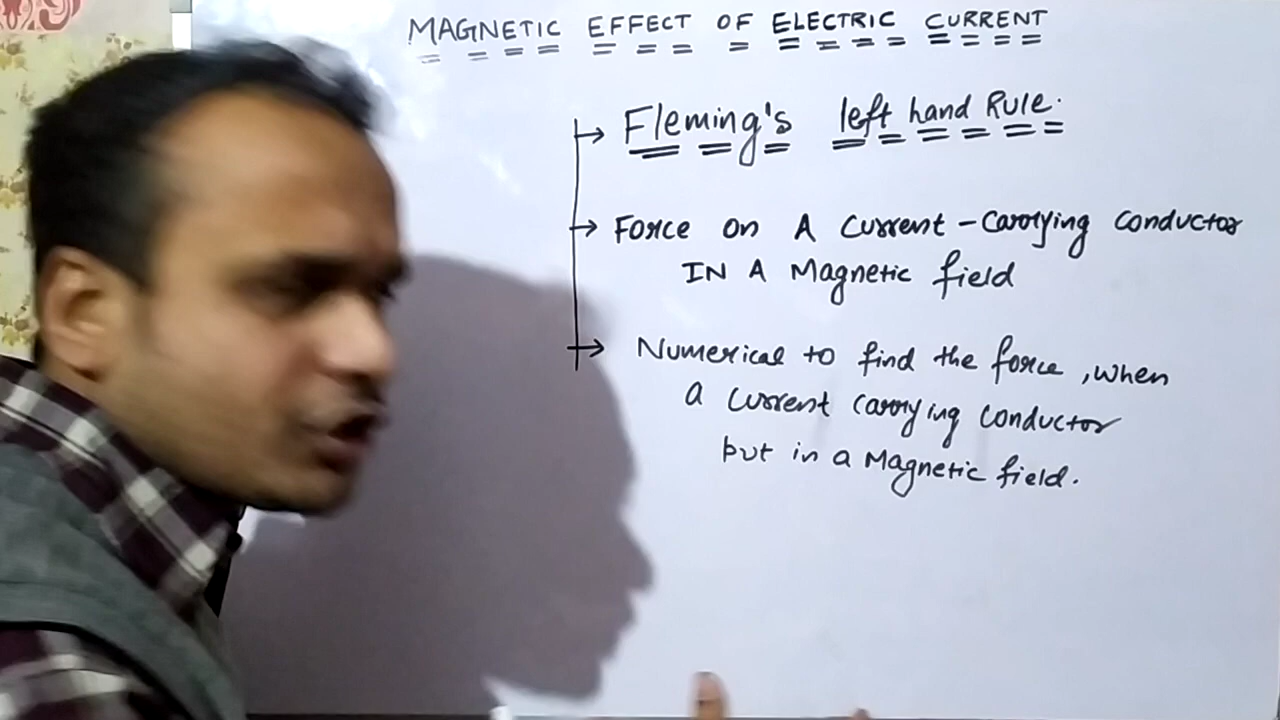 MAGNETIC EFFECT OF ELECTRIC CURRENT
→ Fleming's left hand Rule.
→ Force on A Current-Carrying Conductor
IN A Magnetic field
→ Numerical to find the force, when
a current carrying conductor
put in a Magnetic field.